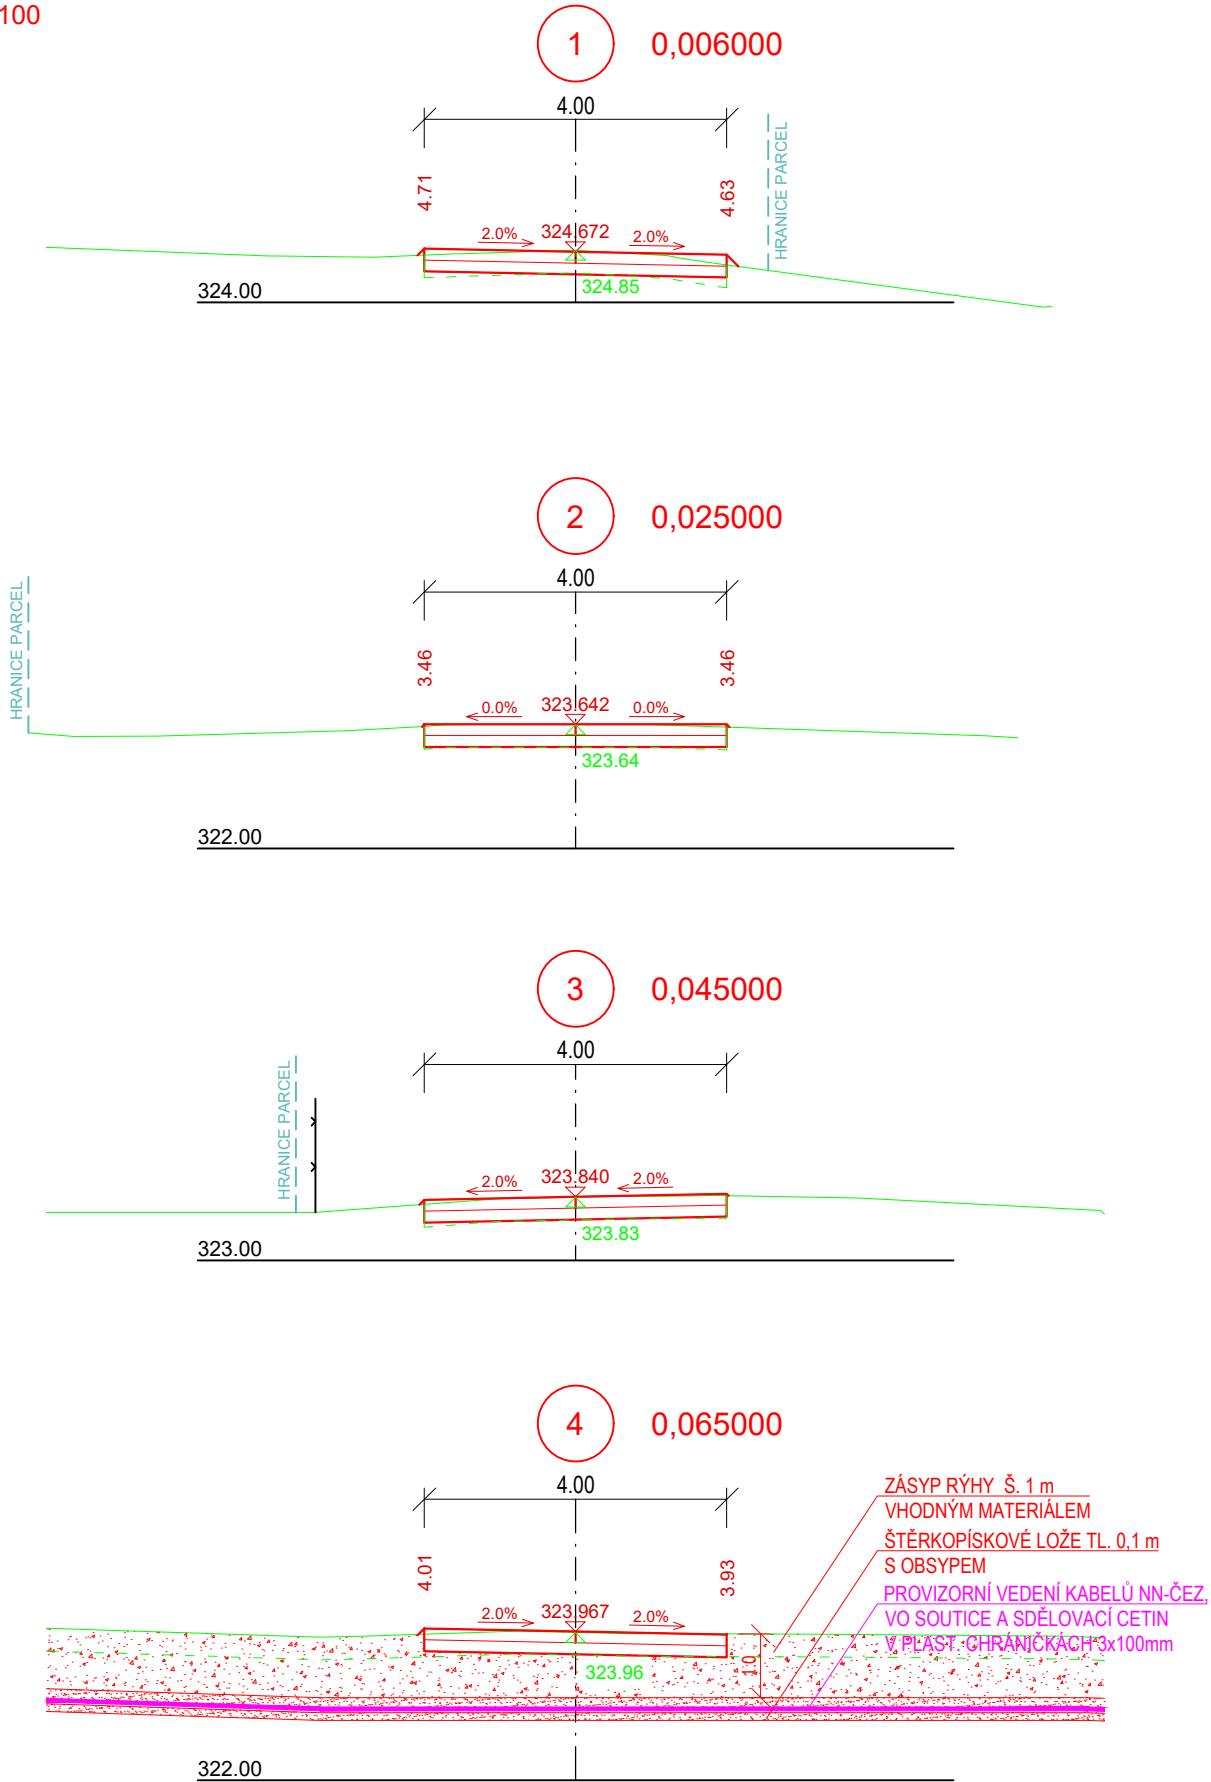 100
1 0,006000
4.00
4.71
4.63
HRANICE PARCEL
2.0% 324.672 2.0%
324.85
324.00
2 0,025000
4.00
HRANICE PARCEL
3.46
3.46
0.0% 323.642 0.0%
323.64
322.00
3 0,045000
4.00
HRANICE PARCEL
2.0% 323.840 2.0%
323.83
323.00
4 0,065000
4.00
ZÁSYP RÝHY Š. 1 m
VHODNÝM MATERIÁLEM
ŠTĚRKOPÍSKOVÉ LOŽE TL. 0,1 m
S OBSYPEM
PROVIZORNÍ VEDENÍ KABELŮ NN-ČEZ,
VO SOUTICE A SDĚLOVACÍ CETIN
V PLAST. CHRÁNIČKÁCH 3x100mm
4.01
3.93
2.0% 323.967 2.0%
1.0
323.96
322.00